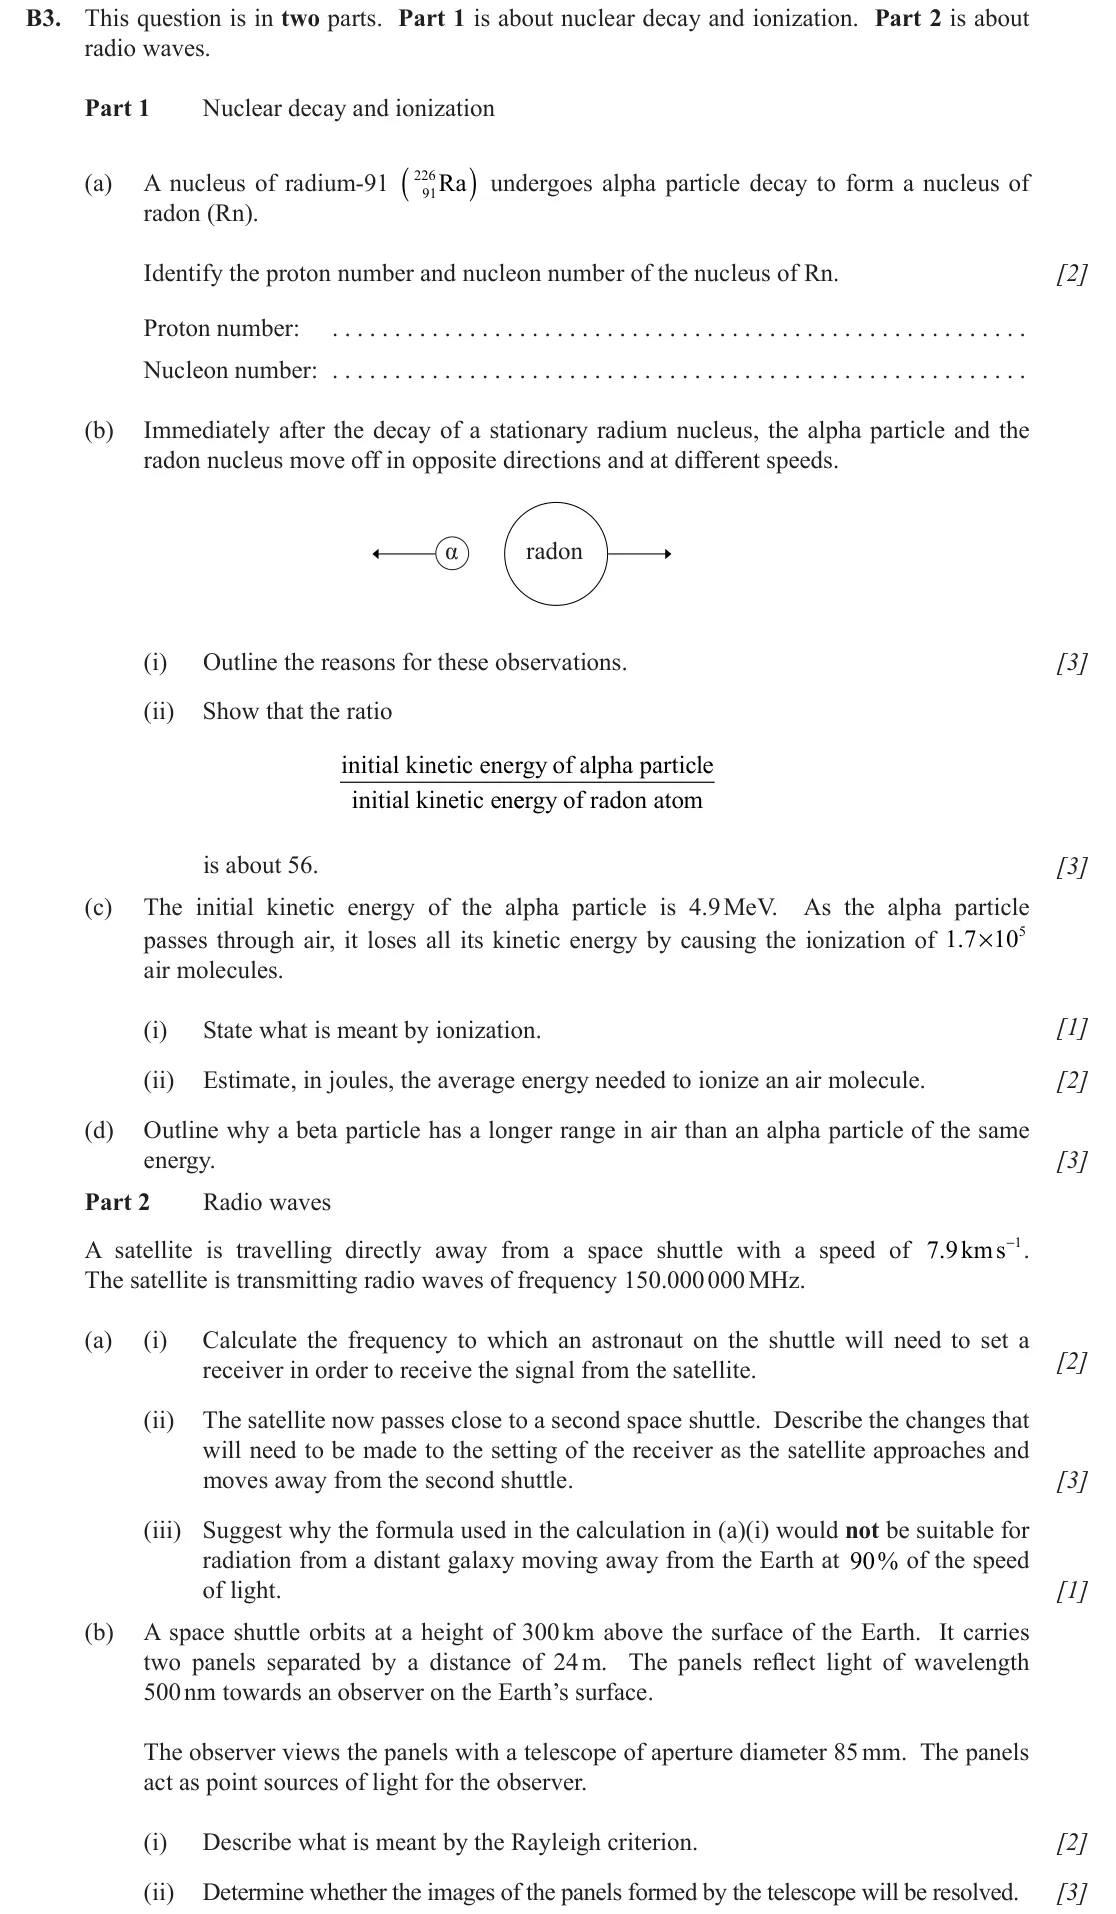 B3. This question is in two parts. Part 1 is about nuclear decay and ionization. Part 2 is about
radio waves.
Part 1 Nuclear decay and ionization
(a) A nucleus of radium-91 (²²⁶₉₁Ra) undergoes alpha particle decay to form a nucleus of
radon (Rn).
Identify the proton number and nucleon number of the nucleus of Rn. [2]
Proton number: . . . . . . . . . . . . . . . . . . . . . . . . . . . . . . . . . . . . . . . . . . . . . . . . . . . . . . .
Nucleon number: . . . . . . . . . . . . . . . . . . . . . . . . . . . . . . . . . . . . . . . . . . . . . . . . . . . . . . .
(b) Immediately after the decay of a stationary radium nucleus, the alpha particle and the
radon nucleus move off in opposite directions and at different speeds.
α radon
(i) Outline the reasons for these observations. [3]
(ii) Show that the ratio
initial kinetic energy of alpha particle
initial kinetic energy of radon atom
is about 56. [3]
(c) The initial kinetic energy of the alpha particle is 4.9 MeV. As the alpha particle
passes through air, it loses all its kinetic energy by causing the ionization of 1.7×10⁵
air molecules.
(i) State what is meant by ionization. [1]
(ii) Estimate, in joules, the average energy needed to ionize an air molecule. [2]
(d) Outline why a beta particle has a longer range in air than an alpha particle of the same
energy. [3]
Part 2 Radio waves
A satellite is travelling directly away from a space shuttle with a speed of 7.9 km s⁻¹.
The satellite is transmitting radio waves of frequency 150.000 000 MHz.
(a) (i) Calculate the frequency to which an astronaut on the shuttle will need to set a
receiver in order to receive the signal from the satellite. [2]
(ii) The satellite now passes close to a second space shuttle. Describe the changes that
will need to be made to the setting of the receiver as the satellite approaches and
moves away from the second shuttle. [3]
(iii) Suggest why the formula used in the calculation in (a)(i) would not be suitable for
radiation from a distant galaxy moving away from the Earth at 90% of the speed
of light. [1]
(b) A space shuttle orbits at a height of 300 km above the surface of the Earth. It carries
two panels separated by a distance of 24 m. The panels reflect light of wavelength
500 nm towards an observer on the Earth's surface.
The observer views the panels with a telescope of aperture diameter 85 mm. The panels
act as point sources of light for the observer.
(i) Describe what is meant by the Rayleigh criterion. [2]
(ii) Determine whether the images of the panels formed by the telescope will be resolved. [3]